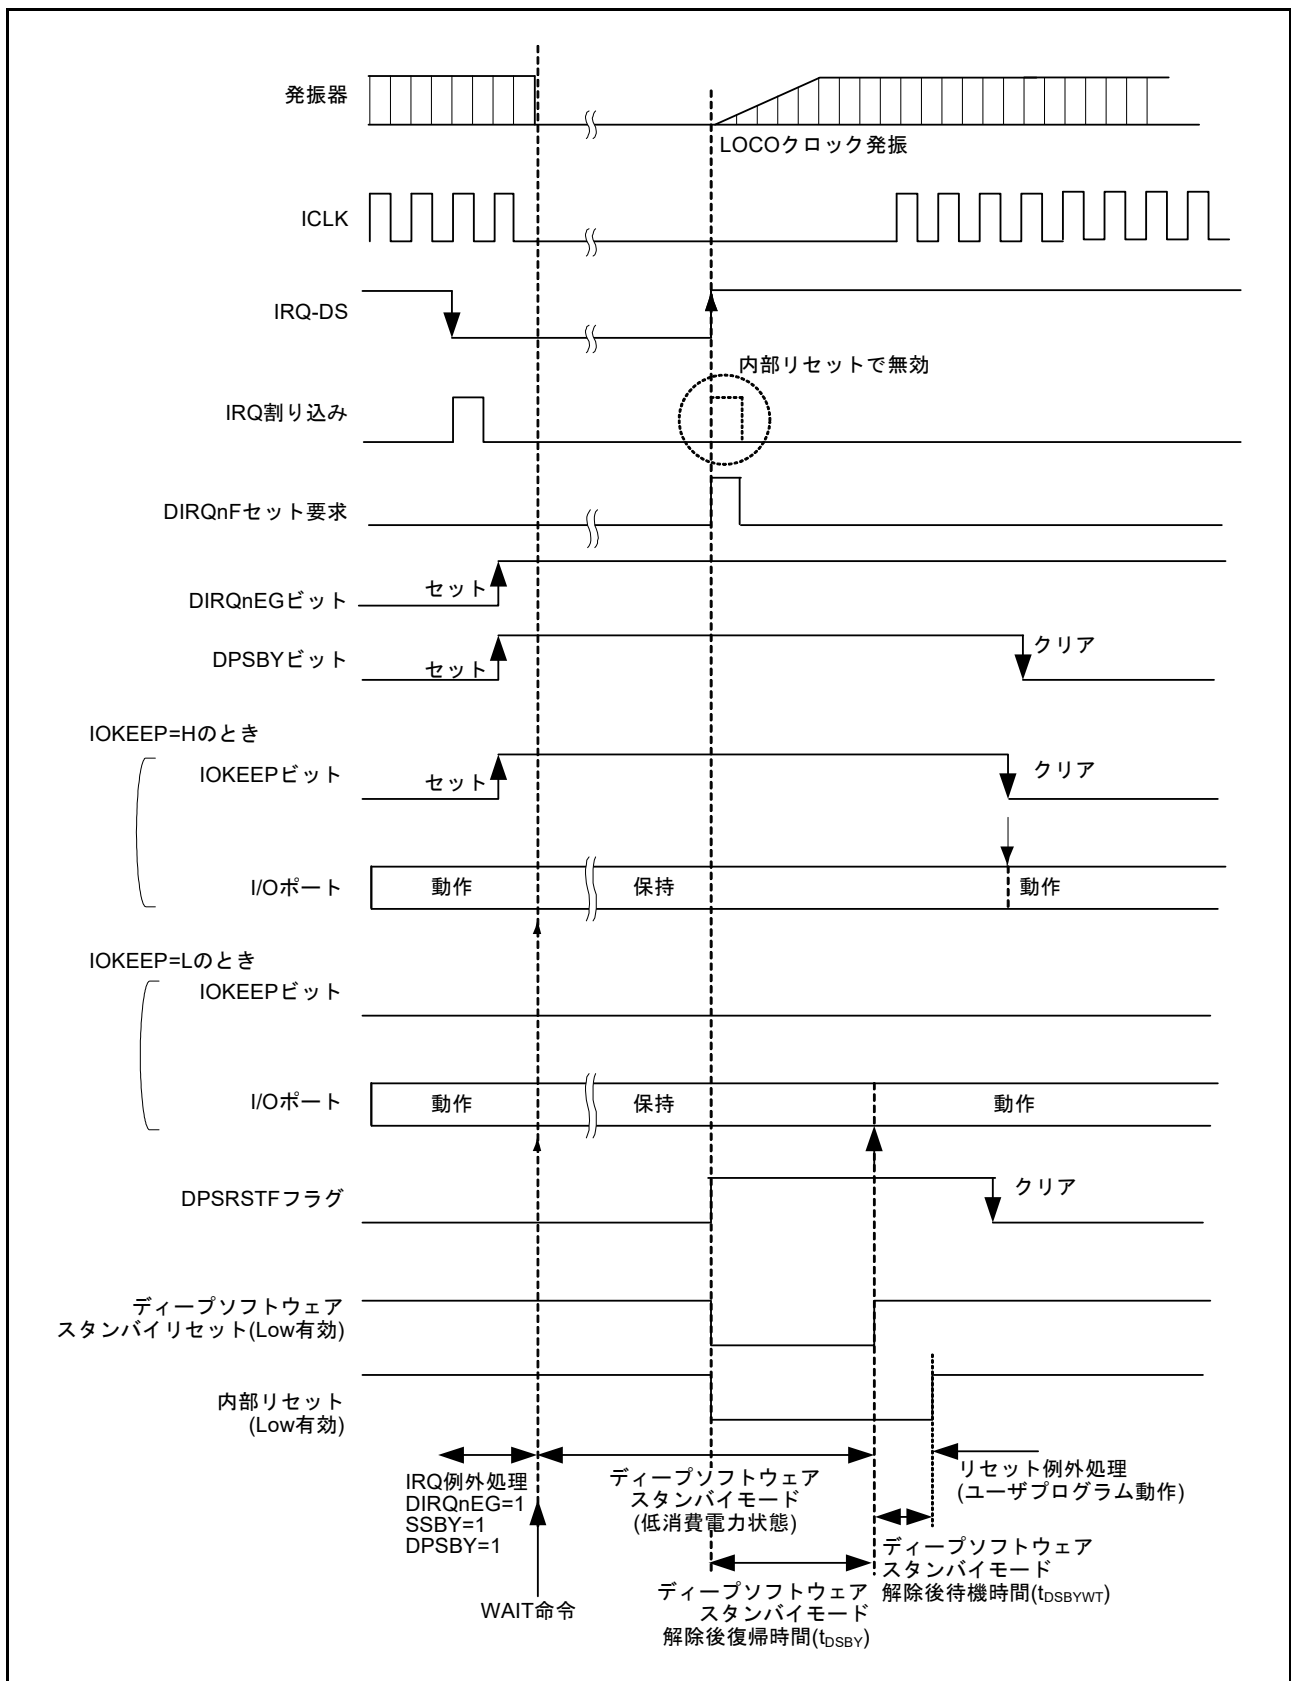 発振器
LOCOクロック発振
ICLK
IRQ-DS
内部リセットで無効
IRQ割り込み
DIRQnFセット要求
DIRQnEGビット
セット
DPSBYビット
セット
クリア
IOKEEP=Hのとき
IOKEEPビット
セット
クリア
I/Oポート
動作
保持
動作
IOKEEP=Lのとき
IOKEEPビット
I/Oポート
動作
保持
動作
DPSRSTFフラグ
クリア
ディープソフトウェア
スタンバイリセット(Low有効)
内部リセット
(Low有効)
IRQ例外処理
DIRQnEG=1
SSBY=1
DPSBY=1
WAIT命令
ディープソフトウェア
スタンバイモード
(低消費電力状態)
リセット例外処理
(ユーザプログラム動作)
ディープソフトウェア
スタンバイモード
解除後復帰時間(tDSBY)
ディープソフトウェア
スタンバイモード
解除後待機時間(tDSBYWT)